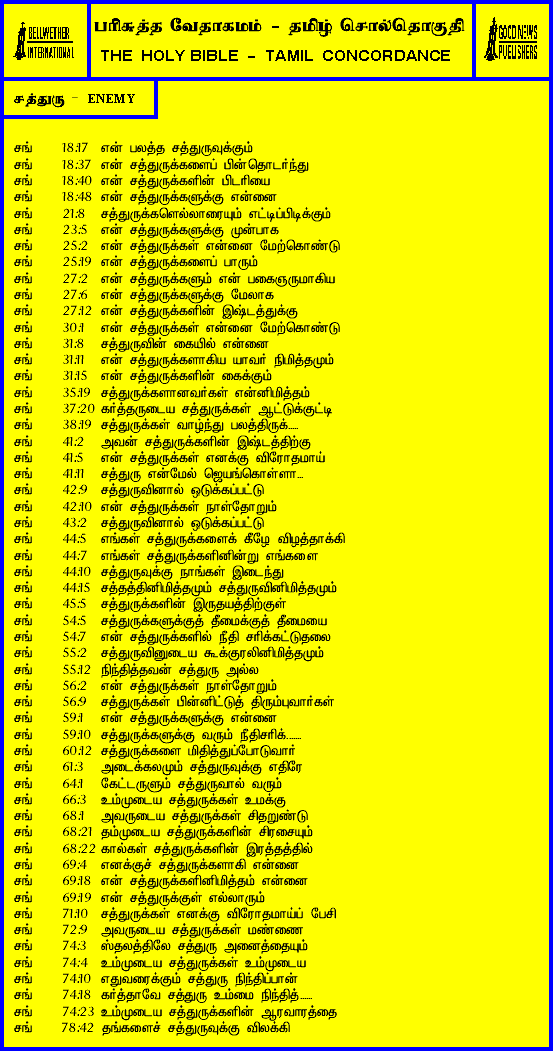 BELLWETHER
INTERNATIONAL
பரிசுத்த வேதாகமம் - தமிழ் சொல்தொகுதி
THE HOLY BIBLE - TAMIL CONCORDANCE
GOOD NEWS
PUBLISHERS
சத்துரு - ENEMY
சங் 18:17 என் பலத்த சத்துருவுக்கும்
சங் 18:37 என் சத்துருக்களைப் பின்தொடர்ந்து
சங் 18:40 என் சத்துருக்களின் பிடரியை
சங் 18:48 என் சத்துருக்களுக்கு என்னை
சங் 21:8 சத்துருக்களெல்லாரையும் எட்டிப்பிடிக்கும்
சங் 23:5 என் சத்துருக்களுக்கு முன்பாக
சங் 25:2 என் சத்துருக்கள் என்னை மேற்கொண்டு
சங் 25:19 என் சத்துருக்களைப் பாரும்
சங் 27:2 என் சத்துருக்களும் என் பகைஞருமாகிய
சங் 27:6 என் சத்துருக்களுக்கு மேலாக
சங் 27:12 என் சத்துருக்களின் இஷ்டத்துக்கு
சங் 30:1 என் சத்துருக்கள் என்னை மேற்கொண்டு
சங் 31:8 சத்துருவின் கையில் என்னை
சங் 31:11 என் சத்துருக்களாகிய யாவர் நிமித்தமும்
சங் 31:15 என் சத்துருக்களின் கைக்கும்
சங் 35:19 சத்துருக்களானவர்கள் என்னிமித்தம்
சங் 37:20 கர்த்தருடைய சத்துருக்கள் ஆட்டுக்குட்டி
சங் 38:19 சத்துருக்கள் வாழ்ந்து பலத்திருக்.....
சங் 41:2 அவன் சத்துருக்களின் இஷ்டத்திற்கு
சங் 41:5 என் சத்துருக்கள் எனக்கு விரோதமாய்
சங் 41:11 சத்துரு என்மேல் ஜெயங்கொள்ளா...
சங் 42:9 சத்துருவினால் ஒடுக்கப்பட்டு
சங் 42:10 என் சத்துருக்கள் நாள்தோறும்
சங் 43:2 சத்துருவினால் ஒடுக்கப்பட்டு
சங் 44:5 எங்கள் சத்துருக்களைக் கீழே விழத்தாக்கி
சங் 44:7 எங்கள் சத்துருக்களினின்று எங்களை
சங் 44:10 சத்துருவுக்கு நாங்கள் இடைந்து
சங் 44:15 சத்தத்தினிமித்தமும் சத்துருவினிமித்தமும்
சங் 45:5 சத்துருக்களின் இருதயத்திற்குள்
சங் 54:5 சத்துருக்களுக்குத் தீமைக்குத் தீமையை
சங் 54:7 என் சத்துருக்களில் நீதி சரிக்கட்டுதலை
சங் 55:2 சத்துருவினுடைய கூக்குரலினிமித்தமும்
சங் 55:12 நிந்தித்தவன் சத்துரு அல்ல
சங் 56:2 என் சத்துருக்கள் நாள்தோறும்
சங் 56:9 சத்துருக்கள் பின்னிட்டுத் திரும்புவார்கள்
சங் 59:1 என் சத்துருக்களுக்கு என்னை
சங் 59:10 சத்துருக்களுக்கு வரும் நீதிசரிக்.......
சங் 60:12 சத்துருக்களை மிதித்துப்போடுவார்
சங் 61:3 அடைக்கலமும் சத்துருவுக்கு எதிரே
சங் 64:1 கேட்டருளும் சத்துருவால் வரும்
சங் 66:3 உம்முடைய சத்துருக்கள் உமக்கு
சங் 68:1 அவருடைய சத்துருக்கள் சிதறுண்டு
சங் 68:21 தம்முடைய சத்துருக்களின் சிரசையும்
சங் 68:22 கால்கள் சத்துருக்களின் இரத்தத்தில்
சங் 69:4 எனக்குச் சத்துருக்களாகி என்னை
சங் 69:18 என் சத்துருக்களினிமித்தம் என்னை
சங் 69:19 என் சத்துருக்குள் எல்லாரும்
சங் 71:10 சத்துருக்கள் எனக்கு விரோதமாய்ப் பேசி
சங் 72:9 அவருடைய சத்துருக்கள் மண்ணை
சங் 74:3 ஸ்தலத்திலே சத்துரு அனைத்தையும்
சங் 74:4 உம்முடைய சத்துருக்கள் உம்முடைய
சங் 74:10 எதுவரைக்கும் சத்துரு நிந்திப்பான்
சங் 74:18 கர்த்தாவே சத்துரு உம்மை நிந்தித்......
சங் 74:23 உம்முடைய சத்துருக்களின் ஆரவாரத்தை
சங் 78:42 தங்களைச் சத்துருவுக்கு விலக்கி